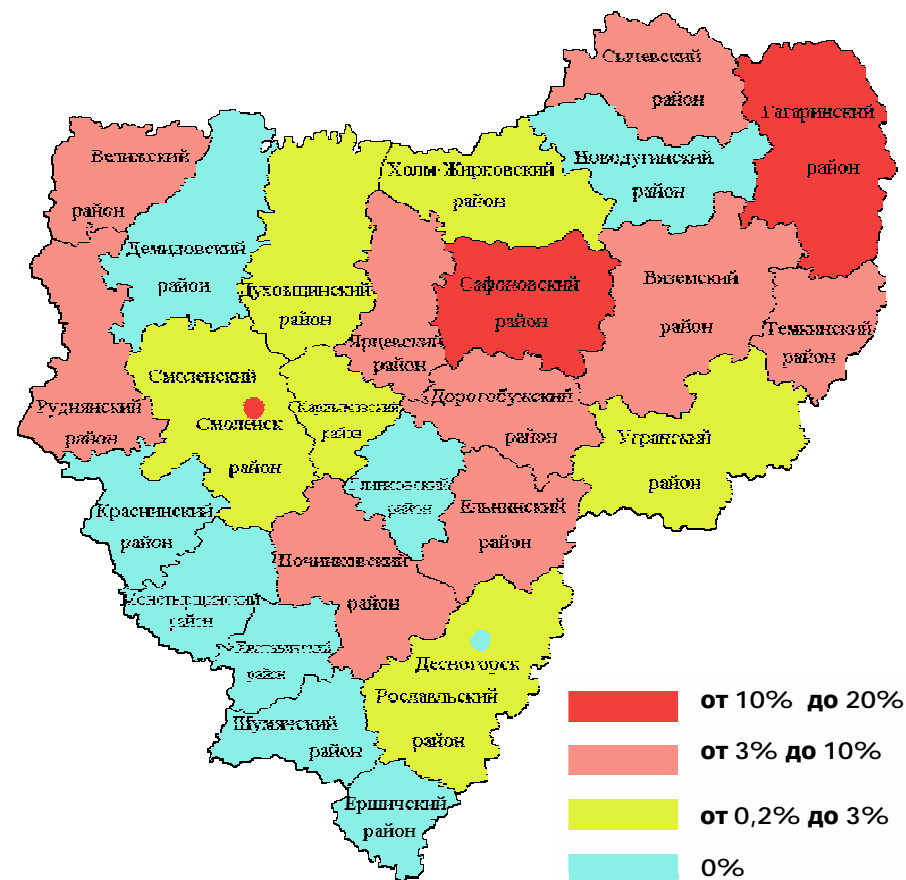 Сычевский
район
Гагаринский
район
Велижский
район
Холм-Жирковский
район
Новодугинский
район
Демидовский
район
Духовщинский
район
Сафоновский
район
Вяземский
район
Темкинский
район
Ярцевский
район
Смоленский
Смоленск
район
Кардымовский
район
Руднянский
район
Дорогобужский
район
Угранский
район
Глинковский
район
Ельнинский
район
Краснинский
район
Починковский
район
Монастырщинский
район
Хиславичский
район
Десногорск
Рославльский
район
Шумячский
район
Ершичский
район
от 10% до 20%
от 3% до 10%
от 0,2% до 3%
0%